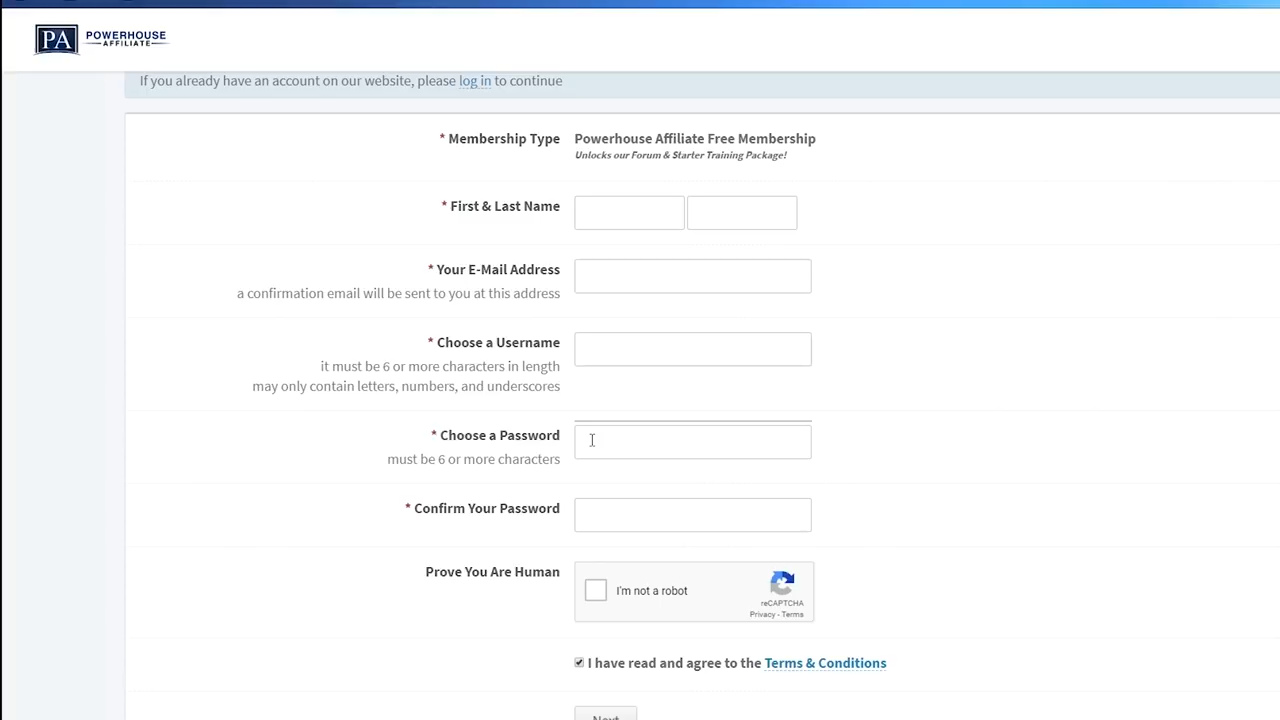 PA POWERHOUSE
AFFILIATE
If you already have an account on our website, please log in to continue
* Membership Type
Powerhouse Affiliate Free Membership
Unlocks our Forum & Starter Training Package!
* First & Last Name
* Your E-Mail Address
a confirmation email will be sent to you at this address
* Choose a Username
it must be 6 or more characters in length
may only contain letters, numbers, and underscores
* Choose a Password
must be 6 or more characters
* Confirm Your Password
Prove You Are Human
I'm not a robot
reCAPTCHA
Privacy - Terms
I have read and agree to the Terms & Conditions
Next